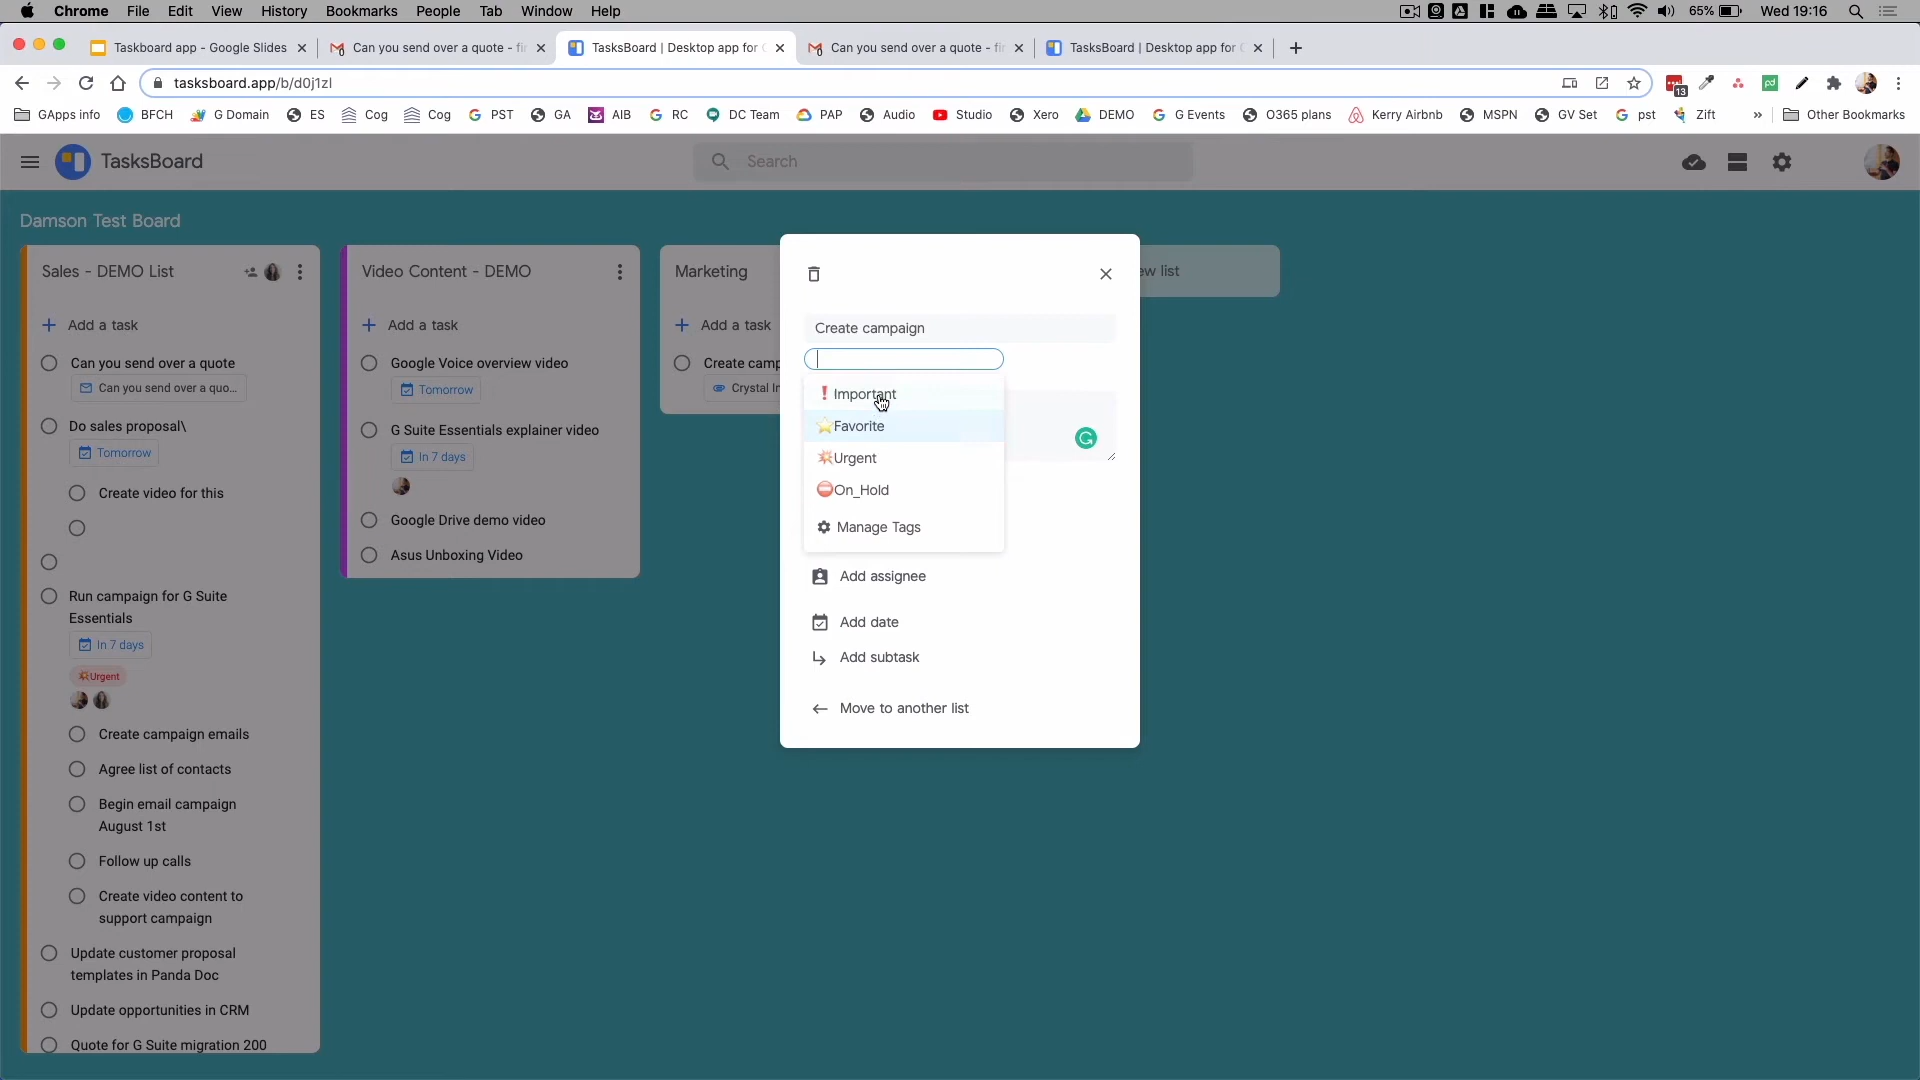 Chrome File Edit View History Bookmarks People Tab Window Help
65% Wed 19:16
Taskboard app - Google Slides
Can you send over a quote - fir
TasksBoard | Desktop app for G
Can you send over a quote - fir
TasksBoard | Desktop app for G
tasksboard.app/b/d0j1zl
13
GApps info BFCH G Domain ES Cog Cog PST GA AIB RC DC Team PAP Audio Studio Xero DEMO G Events O365 plans Kerry Airbnb MSPN GV Set pst Zift » Other Bookmarks
TasksBoard
Search
Damson Test Board
Sales - DEMO List
Add a task
Can you send over a quote
Can you send over a quo...
Do sales proposal\
Tomorrow
Create video for this
Run campaign for G Suite
Essentials
In 7 days
Urgent
Create campaign emails
Agree list of contacts
Begin email campaign
August 1st
Follow up calls
Create video content to
support campaign
Update customer proposal
templates in Panda Doc
Update opportunities in CRM
Quote for G Suite migration 200
Video Content - DEMO
Add a task
Google Voice overview video
Tomorrow
G Suite Essentials explainer video
In 7 days
Google Drive demo video
Asus Unboxing Video
Marketing
Add a task
Create camp
Crystal In
ew list
Create campaign
Important
Favorite
Urgent
On_Hold
Manage Tags
Add assignee
Add date
Add subtask
Move to another list